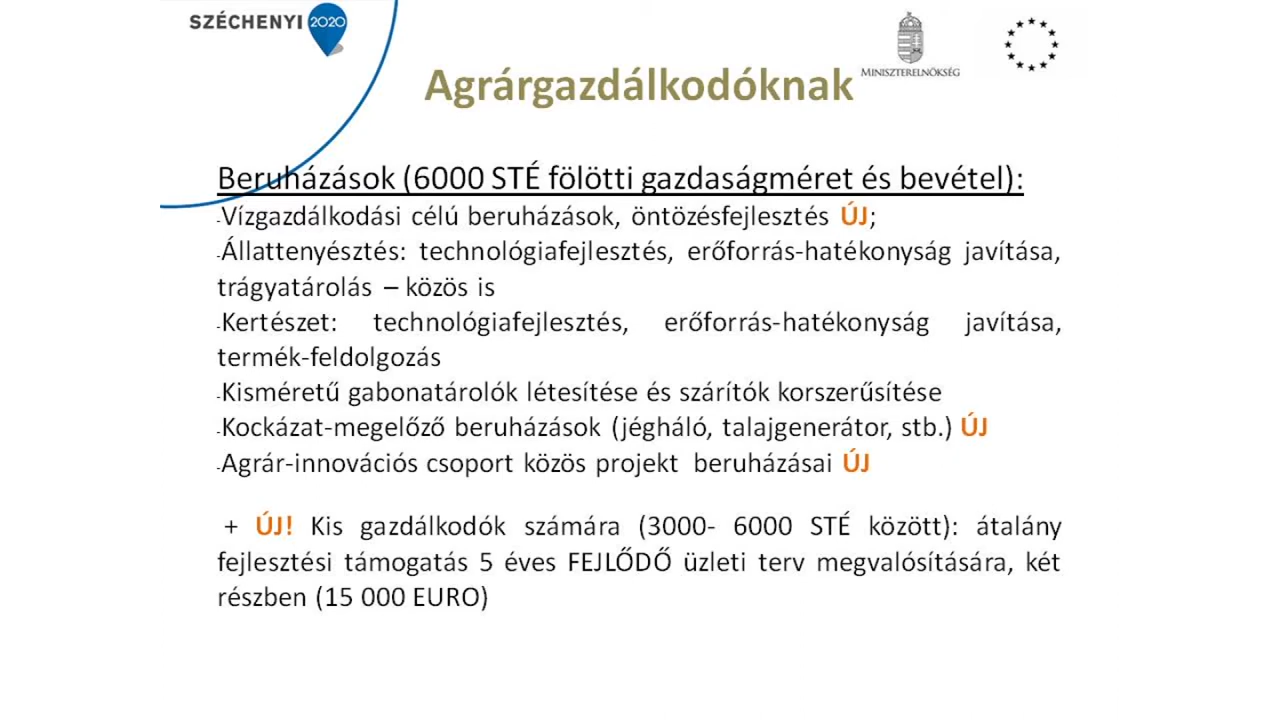 SZÉCHENYI 2020
MINISZTERELNÖKSÉG
Agrárgazdálkodóknak
Beruházások (6000 STÉ fölötti gazdaságméret és bevétel):
-Vízgazdálkodási célú beruházások, öntözésfejlesztés ÚJ;
-Állattenyésztés: technológiafejlesztés, erőforrás-hatékonyság javítása,
trágyatárolás – közös is
-Kertészet: technológiafejlesztés, erőforrás-hatékonyság javítása,
termék-feldolgozás
-Kisméretű gabonatárolók létesítése és szárítók korszerűsítése
-Kockázat-megelőző beruházások (jégháló, talajgenerátor, stb.) ÚJ
-Agrár-innovációs csoport közös projekt beruházásai ÚJ
+ ÚJ! Kis gazdálkodók számára (3000- 6000 STÉ között): átalány
fejlesztési támogatás 5 éves FEJLŐDŐ üzleti terv megvalósítására, két
részben (15 000 EURO)